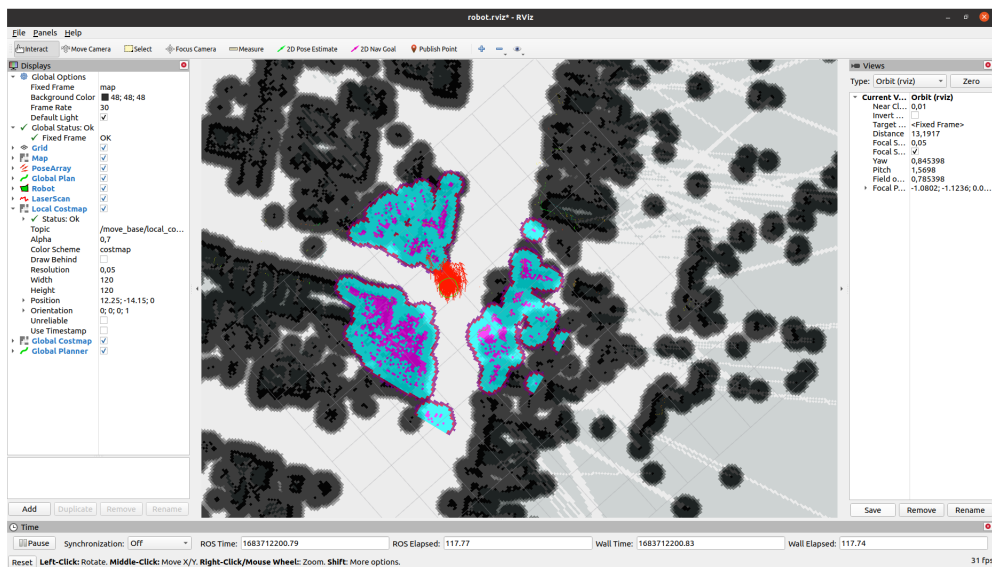 robot.rviz* - RViz
File Panels Help
Interact Move Camera Select Focus Camera Measure 2D Pose Estimate 2D Nav Goal Publish Point
Displays
Global Options
Fixed Frame map
Background Color 48; 48; 48
Frame Rate 30
Default Light
Global Status: Ok
Fixed Frame OK
Grid
Map
PoseArray
Global Plan
Robot
LaserScan
Local Costmap
Status: Ok
Topic /move_base/local_co...
Alpha 0,7
Color Scheme costmap
Draw Behind
Resolution 0,05
Width 120
Height 120
Position 12.25; -14.15; 0
Orientation 0; 0; 0; 1
Unreliable
Use Timestamp
Global Costmap
Global Planner
Add Duplicate Remove Rename
Views
Type: Orbit (rviz) Zero
Current V... Orbit (rviz)
Near Cl... 0,01
Invert ...
Target ... <Fixed Frame>
Distance 13,1917
Focal S... 0,05
Focal S...
Yaw 0,845398
Pitch 1,5698
Field o... 0,785398
Focal P... -1.0802; -1.1236; 0.0...
Save Remove Rename
Time
Pause Synchronization: Off ROS Time: 1683712200.79 ROS Elapsed: 117.77 Wall Time: 1683712200.83 Wall Elapsed: 117.74
Reset Left-Click: Rotate. Middle-Click: Move X/Y. Right-Click/Mouse Wheel:: Zoom. Shift: More options. 31 fps